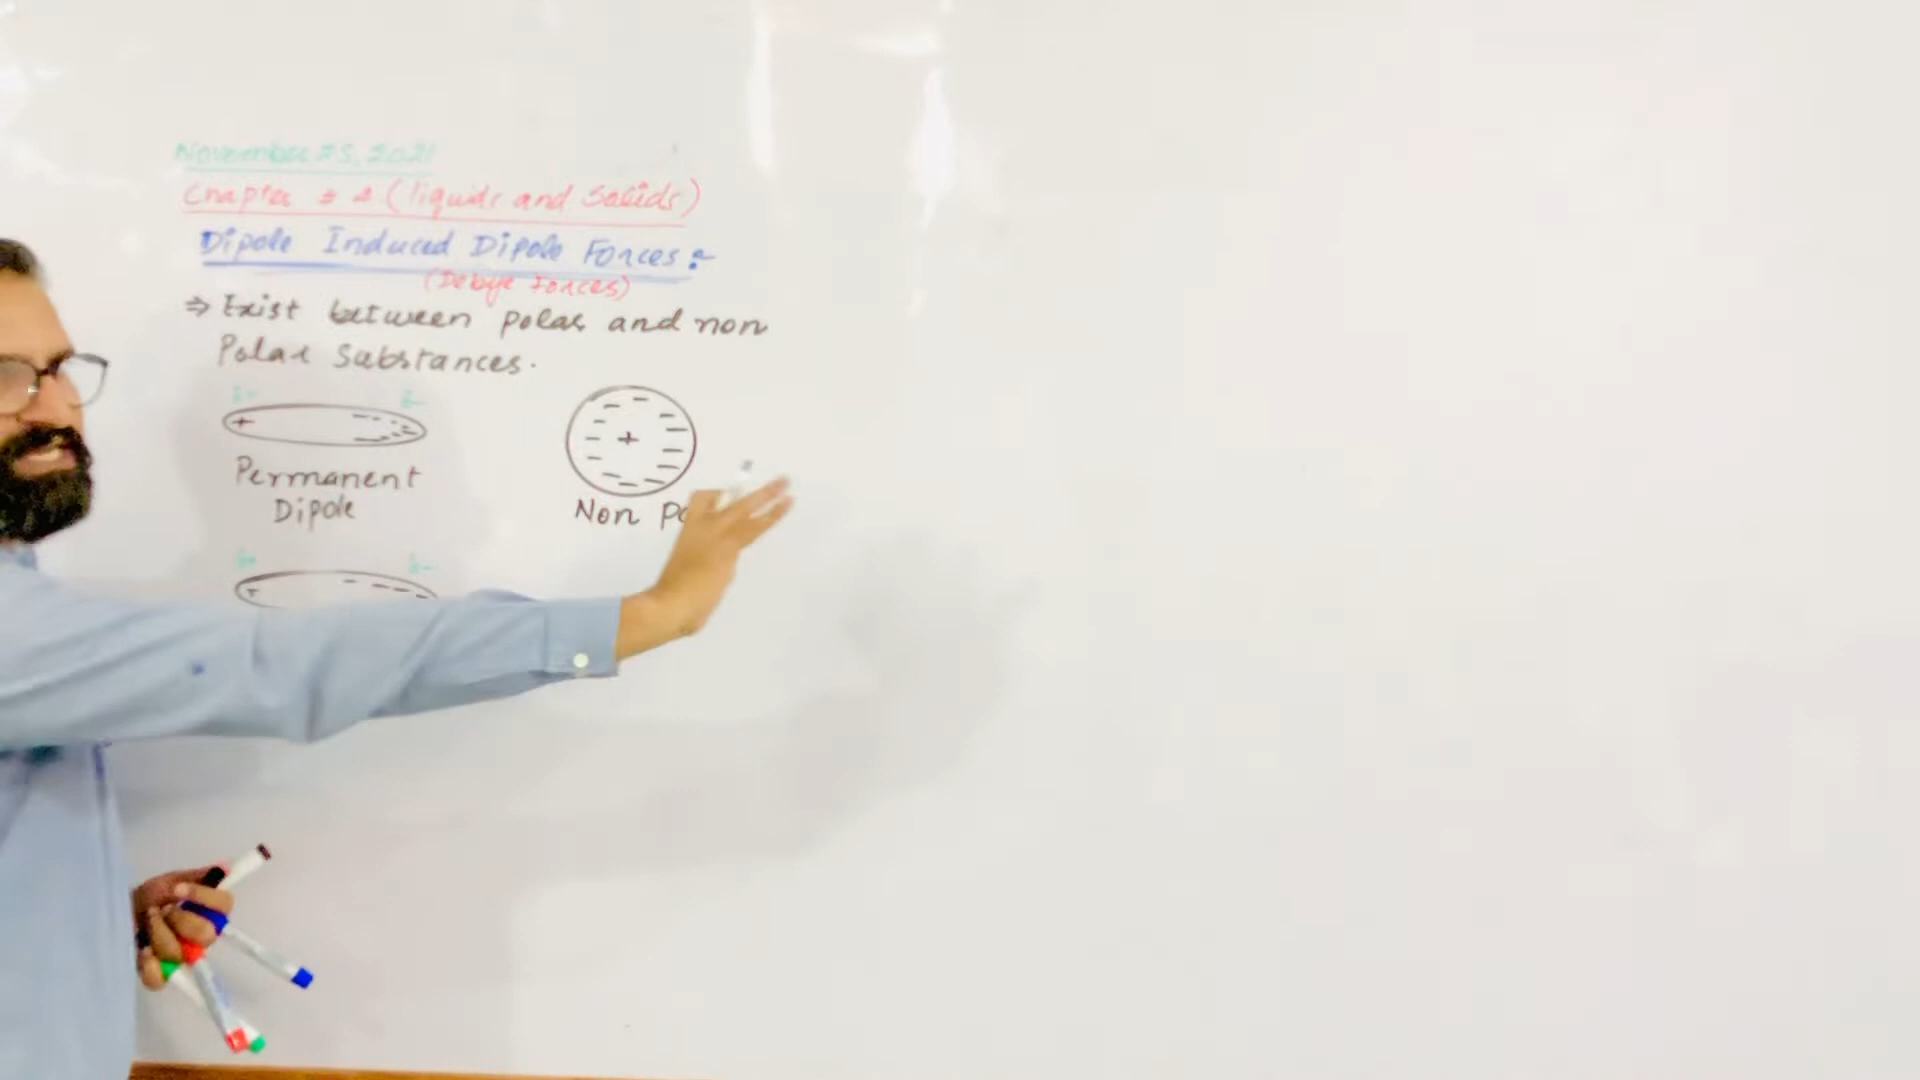 November 25, 2021
Chapter # 4 (liquids and Solids)
Dipole Induced Dipole Forces:-
(Debye Forces)
⇒ Exist between polar and non
Polar Substances.
δ+ δ-
+
+
Permanent
Dipole
Non Po
δ+ δ-
+